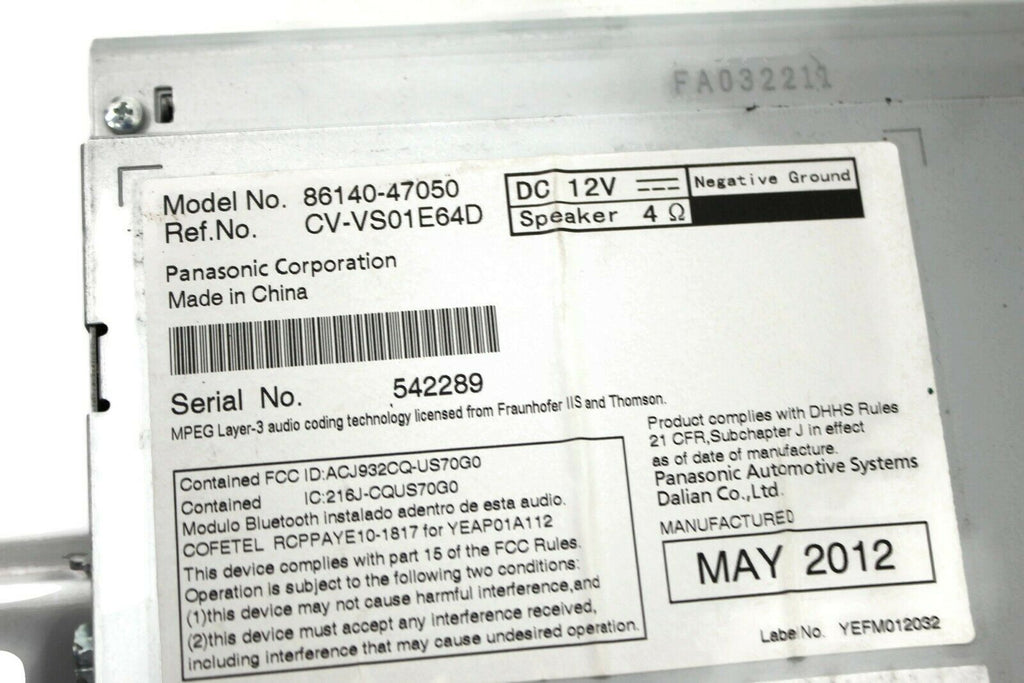 FA032211
Model No. 86140-47050
Ref.No. CV-VS01E64D
DC 12V
Negative Ground
Speaker 4 Ω
Panasonic Corporation
Made in China
Serial No. 542289
MPEG Layer-3 audio coding technology licensed from Fraunhofer IIS and Thomson.
Contained FCC ID:ACJ932CQ-US70G0
Contained IC:216J-CQUS70G0
Modulo Bluetooth instalado adentro de esta audio.
COFETEL RCPPAYE10-1817 for YEAP01A112
This device complies with part 15 of the FCC Rules.
Operation is subject to the following two conditions:
(1)this device may not cause harmful interference,and
(2)this device must accept any interference received,
including interference that may cause undesired operation.
Product complies with DHHS Rules
21 CFR,Subchapter J in effect
as of date of manufacture.
Panasonic Automotive Systems
Dalian Co.,Ltd.
MANUFACTURED
MAY 2012
Label No. YEFM012032